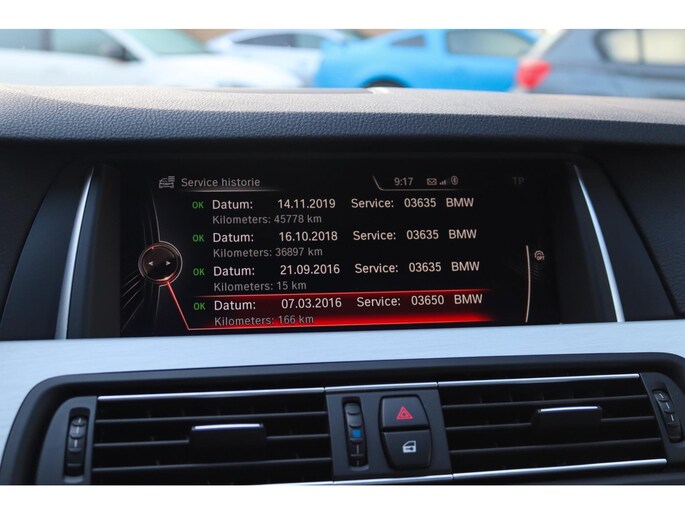 Service historie 9:17 TP
OK Datum: 14.11.2019 Service: 03635 BMW
Kilometers: 45778 km
OK Datum: 16.10.2018 Service: 03635 BMW
Kilometers: 36897 km
OK Datum: 21.09.2016 Service: 03635 BMW
Kilometers: 15 km
OK Datum: 07.03.2016 Service: 03650 BMW
Kilometers: 166 km